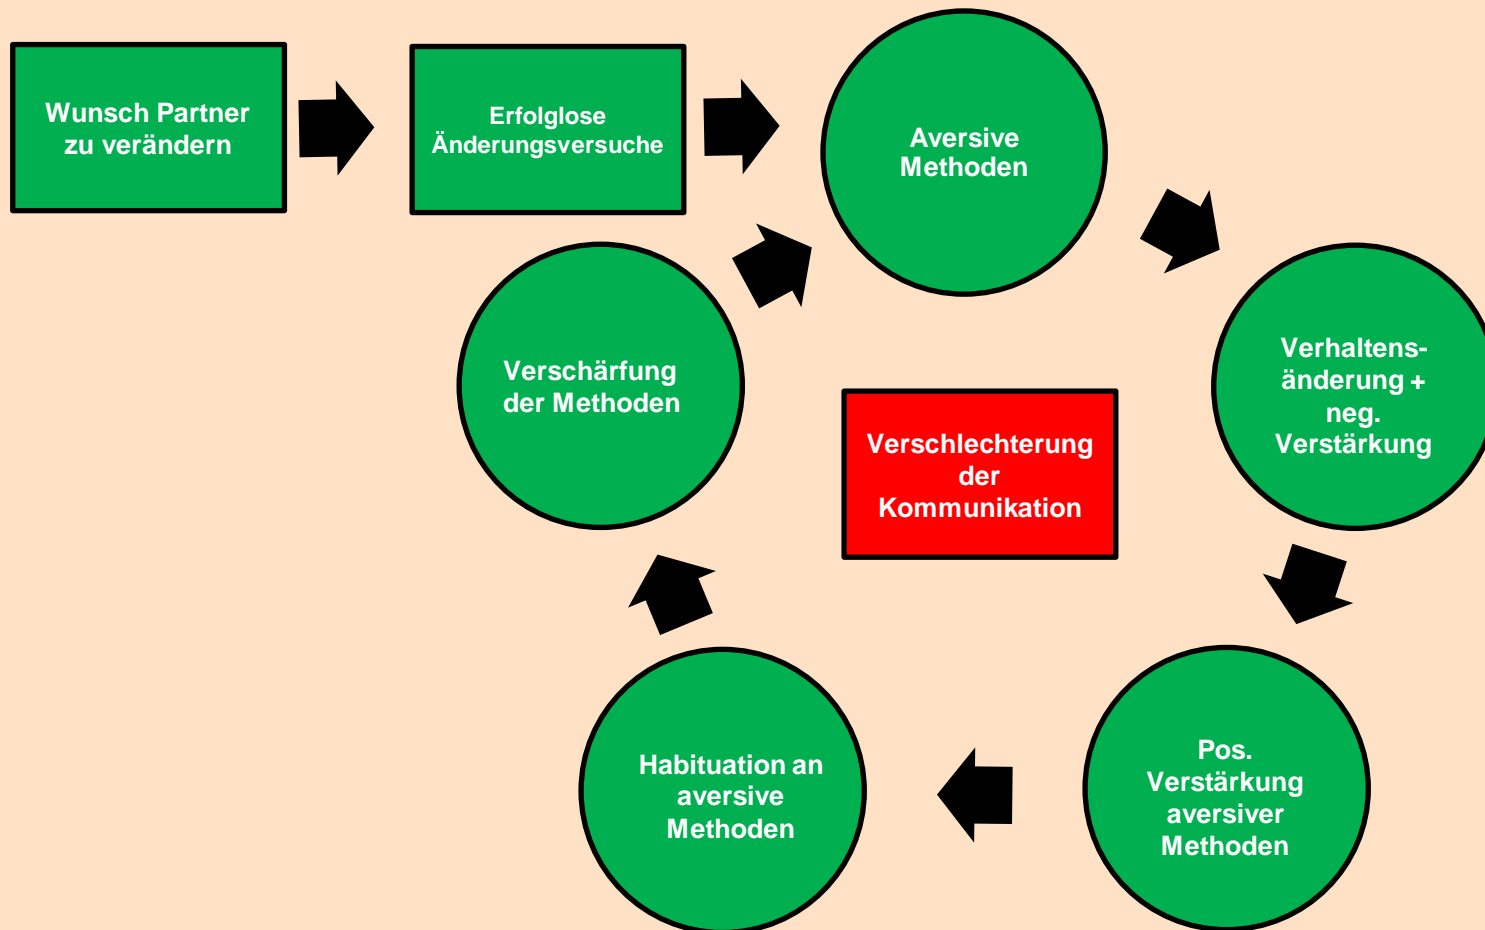 Wunsch Partner
zu verändern
Erfolglose
Änderungsversuche
Aversive
Methoden
Verhaltens-
änderung +
neg.
Verstärkung
Pos.
Verstärkung
aversiver
Methoden
Habituation an
aversive
Methoden
Verschärfung
der Methoden
Verschlechterung
der
Kommunikation